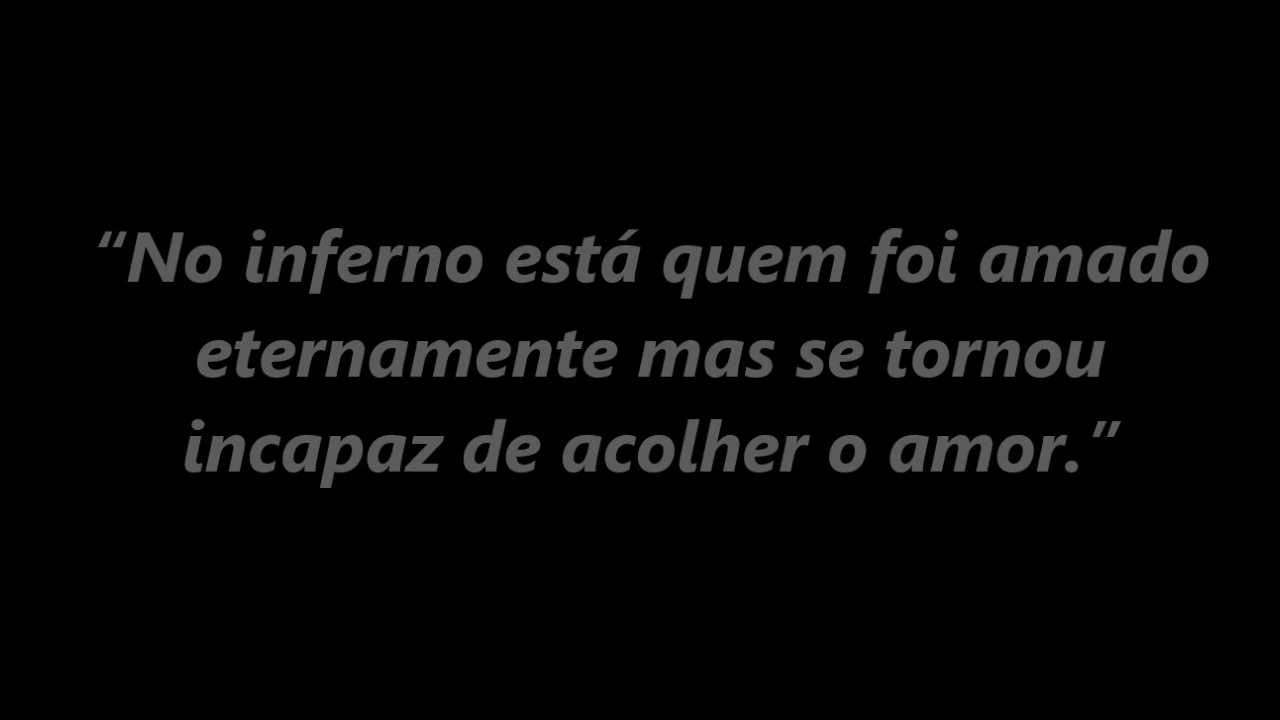 “No inferno está quem foi amado
eternamente mas se tornou
incapaz de acolher o amor.”